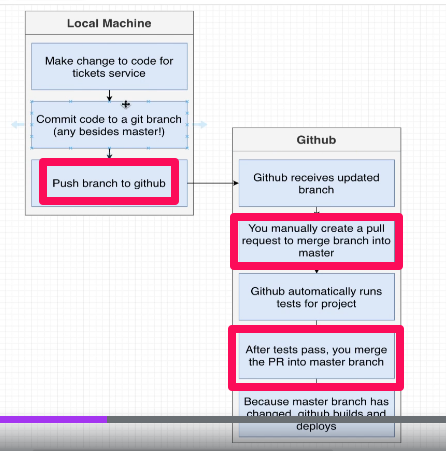 Local Machine
Make change to code for
tickets service
Commit code to a git branch
(any besides master!)
Push branch to github
Github
Github receives updated
branch
You manually create a pull
request to merge branch into
master
Github automatically runs
tests for project
After tests pass, you merge
the PR into master branch
Because master branch has
changed, github builds and
deploys